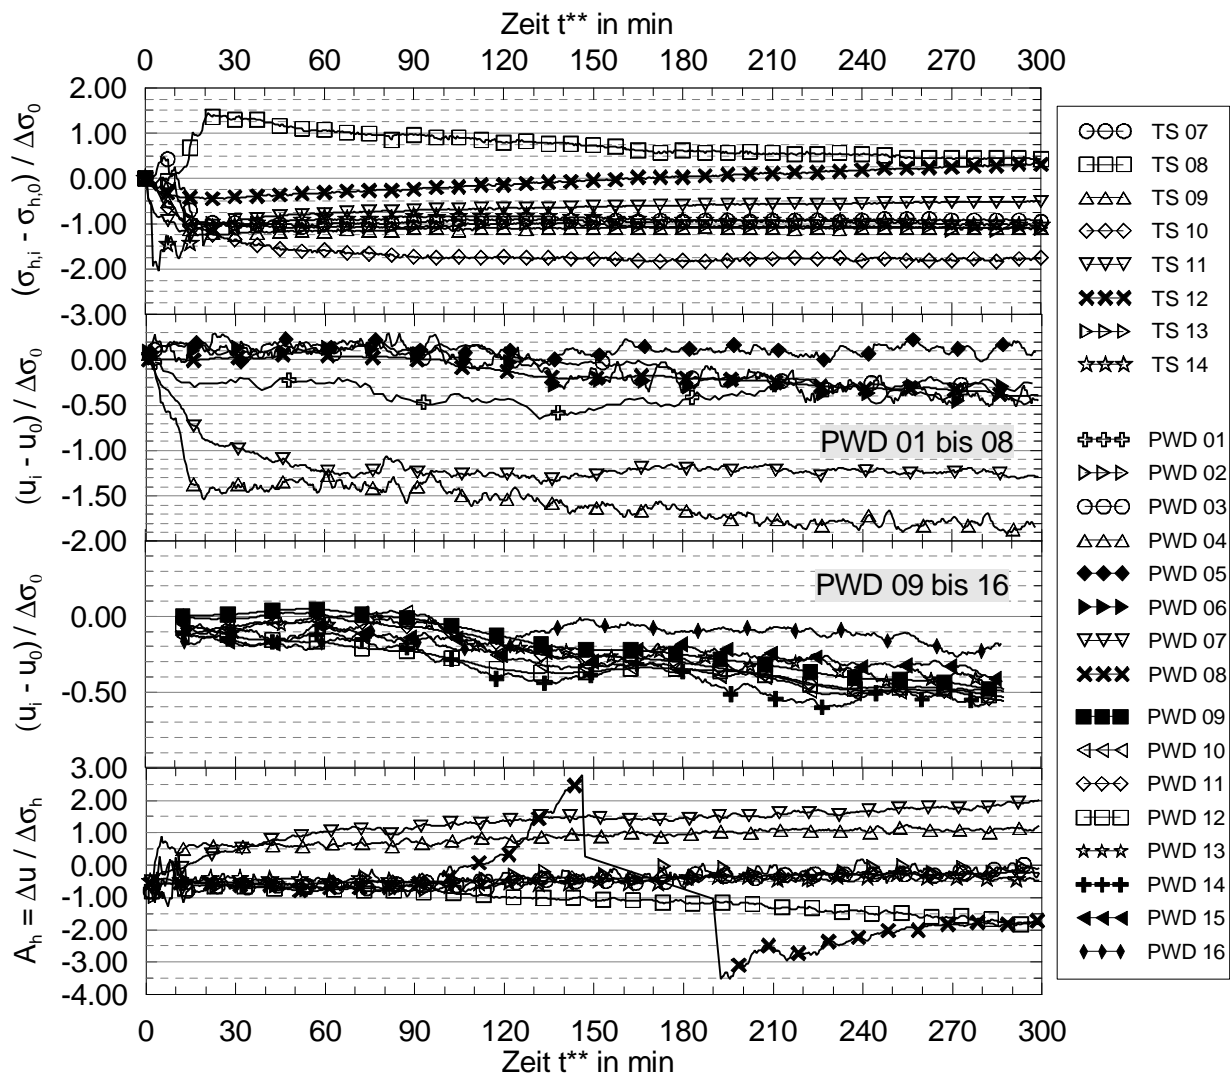 Zeit t** in min
0 30 60 90 120 150 180 210 240 270 300
(σh,i - σh,0) / Δσ0
2.00
1.00
0.00
-1.00
-2.00
-3.00
(ui - u0) / Δσ0
0.00
-0.50
-1.00
-1.50
-2.00
PWD 01 bis 08
(ui - u0) / Δσ0
0.00
-0.50
PWD 09 bis 16
Ah = Δu / Δσh
3.00
2.00
1.00
0.00
-1.00
-2.00
-3.00
-4.00
0 30 60 90 120 150 180 210 240 270 300
Zeit t** in min
TS 07
TS 08
TS 09
TS 10
TS 11
TS 12
TS 13
TS 14
PWD 01
PWD 02
PWD 03
PWD 04
PWD 05
PWD 06
PWD 07
PWD 08
PWD 09
PWD 10
PWD 11
PWD 12
PWD 13
PWD 14
PWD 15
PWD 16